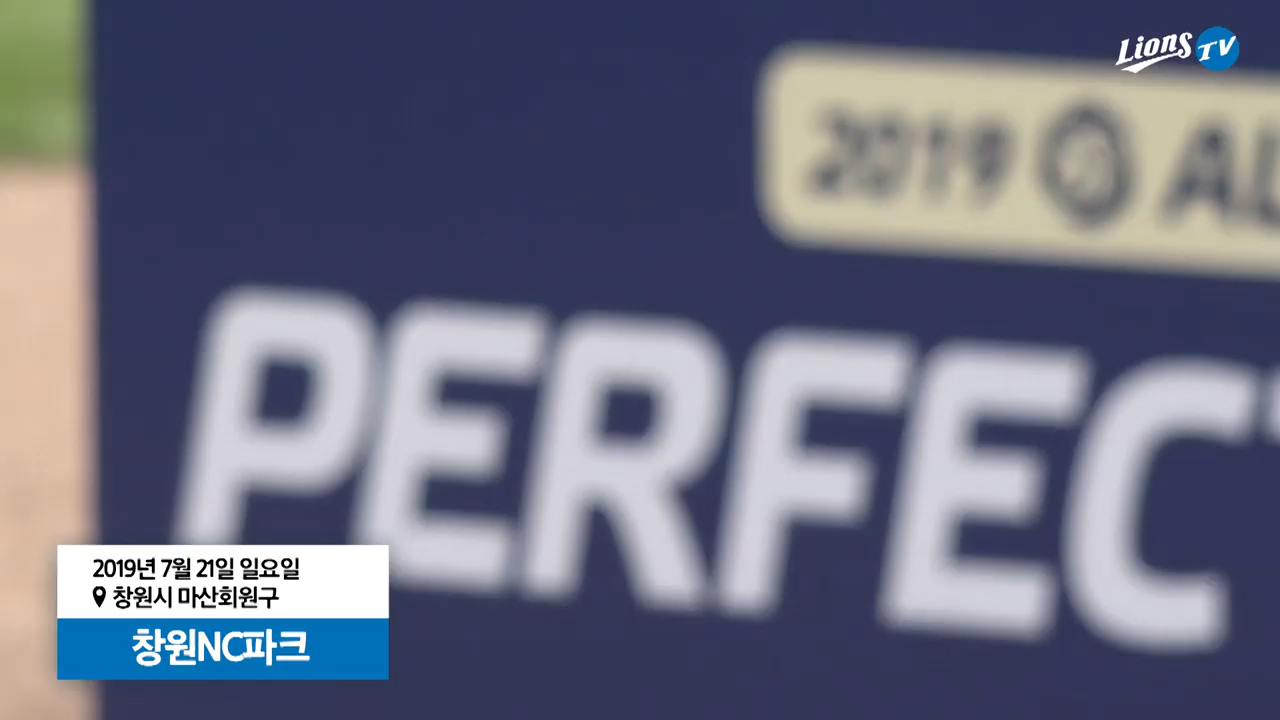 Lions TV
2019 AL
PERFECT
2019년 7월 21일 일요일
창원시 마산회원구
창원NC파크